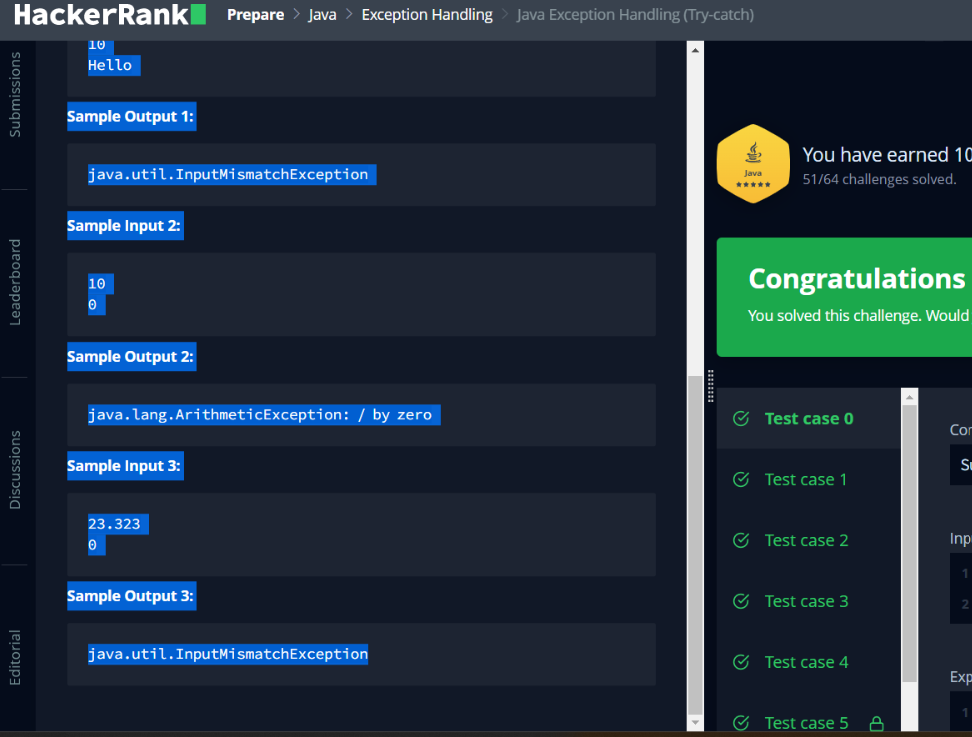 HackerRank
Prepare > Java > Exception Handling > Java Exception Handling (Try-catch)
Submissions
Leaderboard
Discussions
Editorial
10
Hello
Sample Output 1:
java.util.InputMismatchException
Sample Input 2:
10
0
Sample Output 2:
java.lang.ArithmeticException: / by zero
Sample Input 3:
23.323
0
Sample Output 3:
java.util.InputMismatchException
Java
You have earned 10
51/64 challenges solved.
Congratulations
You solved this challenge. Would
Test case 0
Test case 1
Test case 2
Test case 3
Test case 4
Test case 5
1
2
1